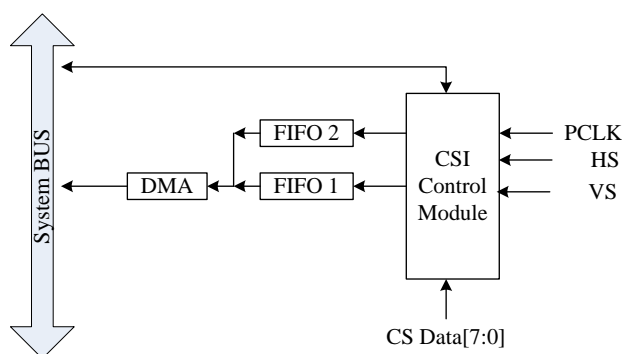 System BUS
FIFO 2
PCLK
CSI
Control
Module
HS
DMA
FIFO 1
VS
CS Data[7:0]